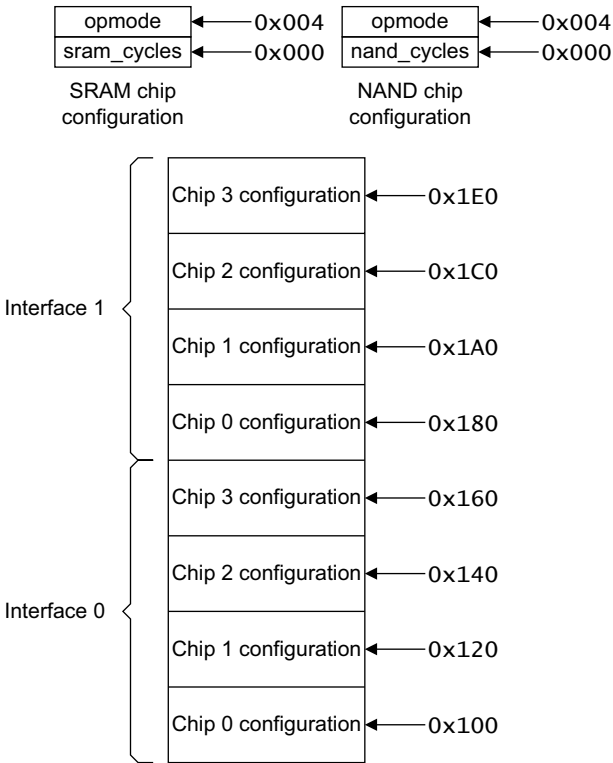 opmode 0x004 opmode 0x004
sram_cycles 0x000 nand_cycles 0x000
SRAM chip
configuration
NAND chip
configuration
Chip 3 configuration 0x1E0
Chip 2 configuration 0x1C0
Interface 1
Chip 1 configuration 0x1A0
Chip 0 configuration 0x180
Chip 3 configuration 0x160
Chip 2 configuration 0x140
Interface 0
Chip 1 configuration 0x120
Chip 0 configuration 0x100